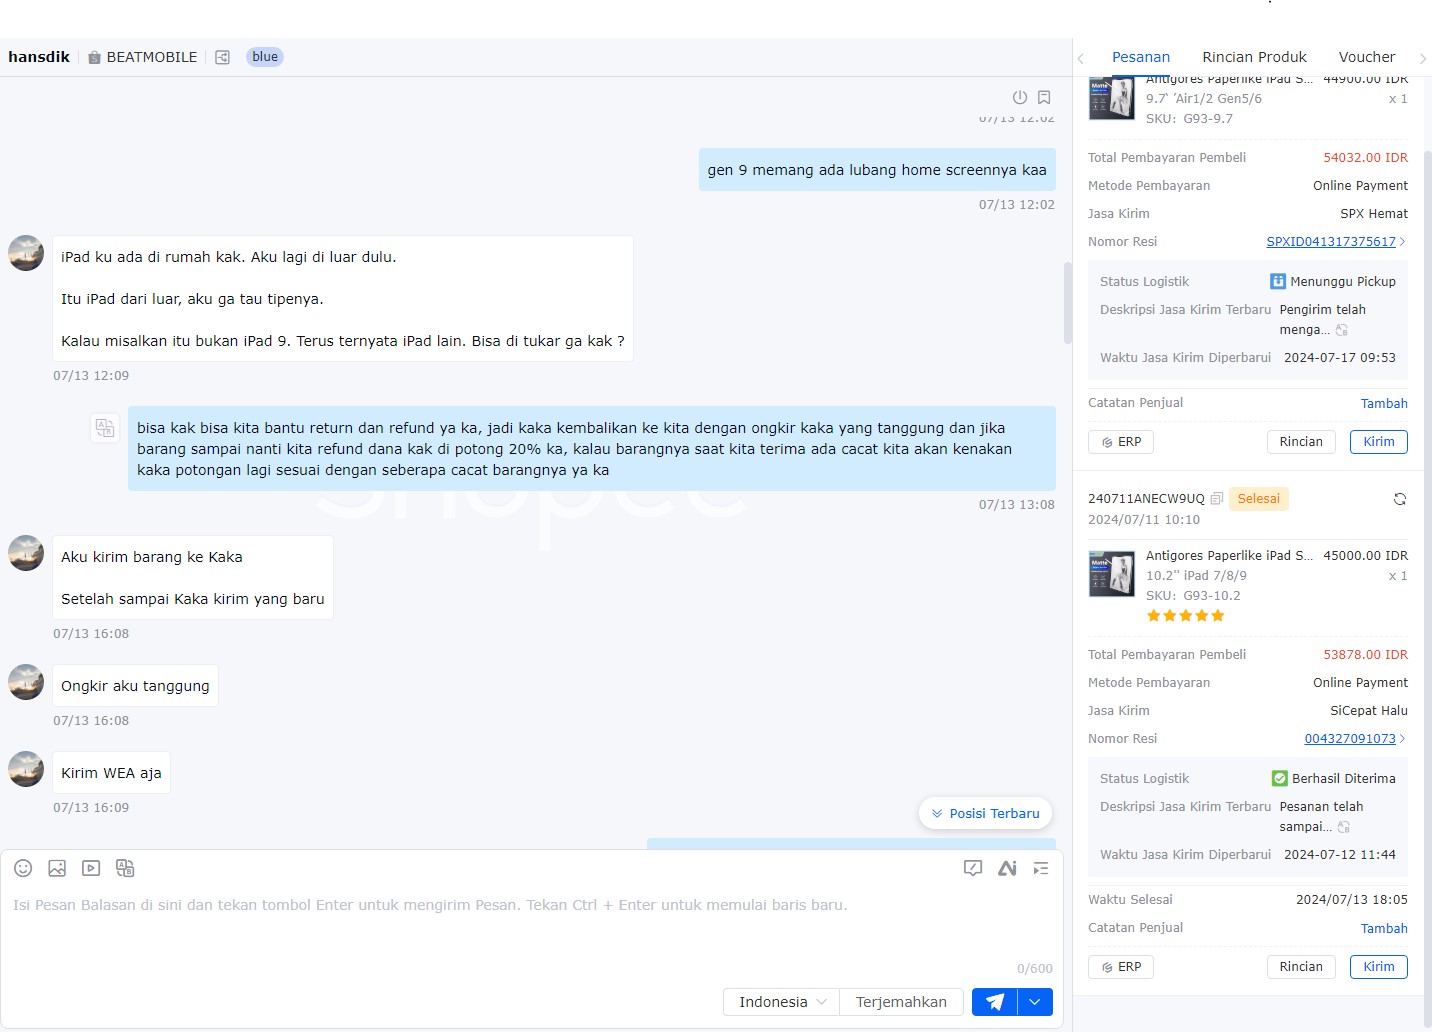 hansdik BEATMOBILE blue
07/13 12:02
gen 9 memang ada lubang home screennya kaa
07/13 12:02
iPad ku ada di rumah kak. Aku lagi di luar dulu.
Itu iPad dari luar, aku ga tau tipenya.
Kalau misalkan itu bukan iPad 9. Terus ternyata iPad lain. Bisa di tukar ga kak ?
07/13 12:09
bisa kak bisa kita bantu return dan refund ya ka, jadi kaka kembalikan ke kita dengan ongkir kaka yang tanggung dan jika
barang sampai nanti kita refund dana kak di potong 20% ka, kalau barangnya saat kita terima ada cacat kita akan kenakan
kaka potongan lagi sesuai dengan seberapa cacat barangnya ya ka
07/13 13:08
Shopee
Aku kirim barang ke Kaka
Setelah sampai Kaka kirim yang baru
07/13 16:08
Ongkir aku tanggung
07/13 16:08
Kirim WEA aja
07/13 16:09
Posisi Terbaru
Isi Pesan Balasan di sini dan tekan tombol Enter untuk mengirim Pesan. Tekan Ctrl + Enter untuk memulai baris baru.
0/600
Indonesia Terjemahkan
Pesanan Rincian Produk Voucher
Antigores Paperlike iPad S... 44900.00 IDR
9.7" 'Air1/2 Gen5/6 x 1
SKU: G93-9.7
Total Pembayaran Pembeli 54032.00 IDR
Metode Pembayaran Online Payment
Jasa Kirim SPX Hemat
Nomor Resi SPXID041317375617
Status Logistik Menunggu Pickup
Deskripsi Jasa Kirim Terbaru Pengirim telah
menga...
Waktu Jasa Kirim Diperbarui 2024-07-17 09:53
Catatan Penjual Tambah
ERP Rincian Kirim
240711ANECW9UQ Selesai
2024/07/11 10:10
Antigores Paperlike iPad S... 45000.00 IDR
10.2'' iPad 7/8/9 x 1
SKU: G93-10.2
Total Pembayaran Pembeli 53878.00 IDR
Metode Pembayaran Online Payment
Jasa Kirim SiCepat Halu
Nomor Resi 004327091073
Status Logistik Berhasil Diterima
Deskripsi Jasa Kirim Terbaru Pesanan telah
sampai...
Waktu Jasa Kirim Diperbarui 2024-07-12 11:44
Waktu Selesai 2024/07/13 18:05
Catatan Penjual Tambah
ERP Rincian Kirim